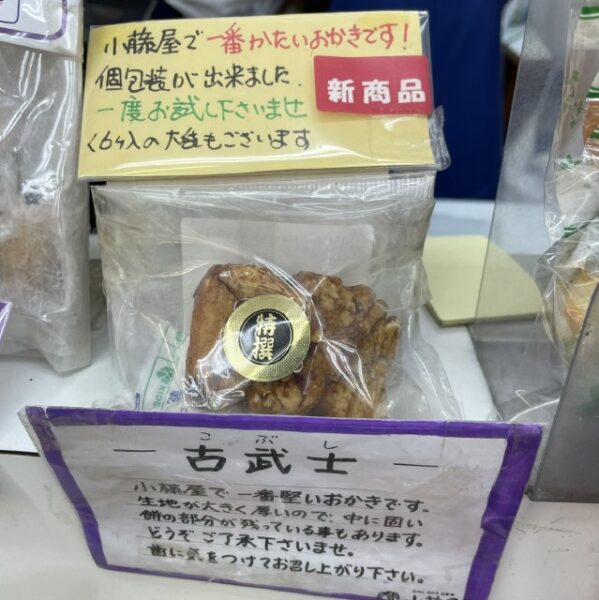 小藤屋で一番かたいおかきです!
個包装が出来ました。
新商品
一度お試し下さいませ
6ケ入の大袋もございます。
特撰
こぶし
— 古武士 —
小藤屋で一番堅いおかきです。
生地が大きく厚いので、中に固い
餅の部分が残っている事もあります。
どうぞご了承下さいませ。
歯に気をつけてお召し上がり下さい。